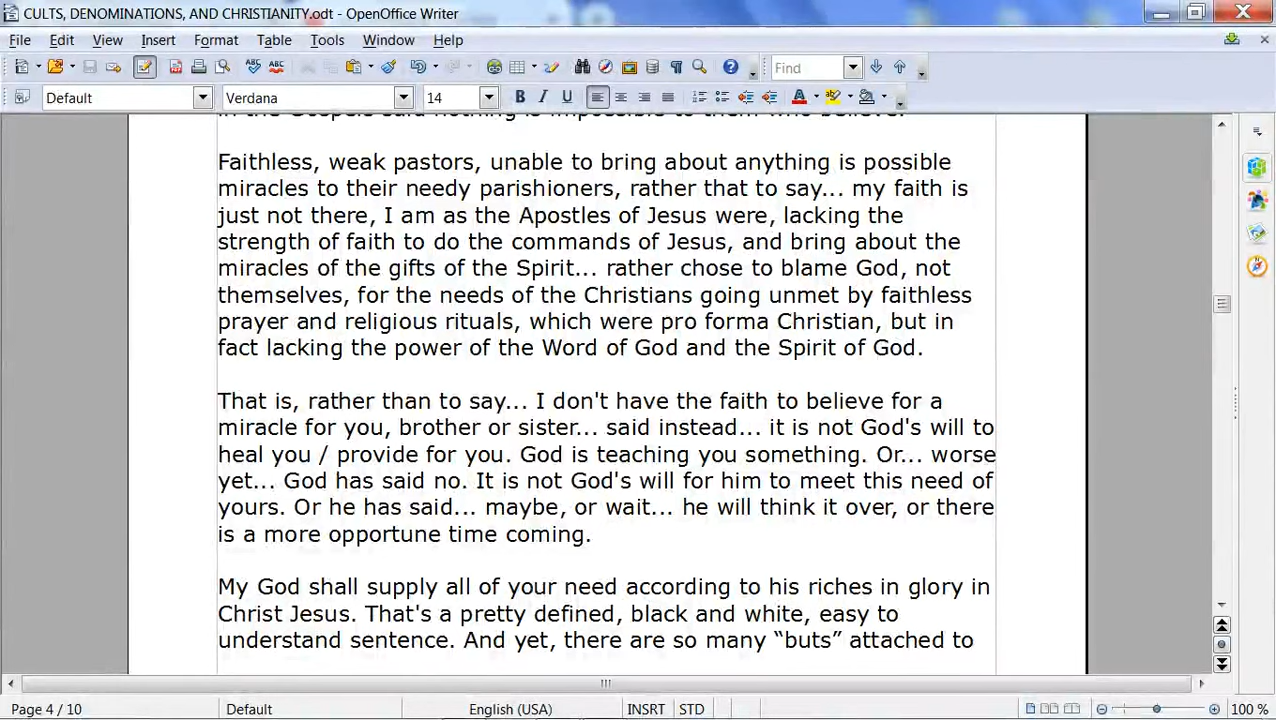 CULTS, DENOMINATIONS, AND CHRISTIANITY.odt - OpenOffice Writer
File Edit View Insert Format Table Tools Window Help
Find
Default Verdana 14
in the Gospels said nothing is impossible to them who believe.
Faithless, weak pastors, unable to bring about anything is possible
miracles to their needy parishioners, rather that to say... my faith is
just not there, I am as the Apostles of Jesus were, lacking the
strength of faith to do the commands of Jesus, and bring about the
miracles of the gifts of the Spirit... rather chose to blame God, not
themselves, for the needs of the Christians going unmet by faithless
prayer and religious rituals, which were pro forma Christian, but in
fact lacking the power of the Word of God and the Spirit of God.
That is, rather than to say... I don't have the faith to believe for a
miracle for you, brother or sister... said instead... it is not God's will to
heal you / provide for you. God is teaching you something. Or... worse
yet... God has said no. It is not God's will for him to meet this need of
yours. Or he has said... maybe, or wait... he will think it over, or there
is a more opportune time coming.
My God shall supply all of your need according to his riches in glory in
Christ Jesus. That's a pretty defined, black and white, easy to
understand sentence. And yet, there are so many “buts” attached to
Page 4 / 10 Default English (USA) INSRT STD 100 %